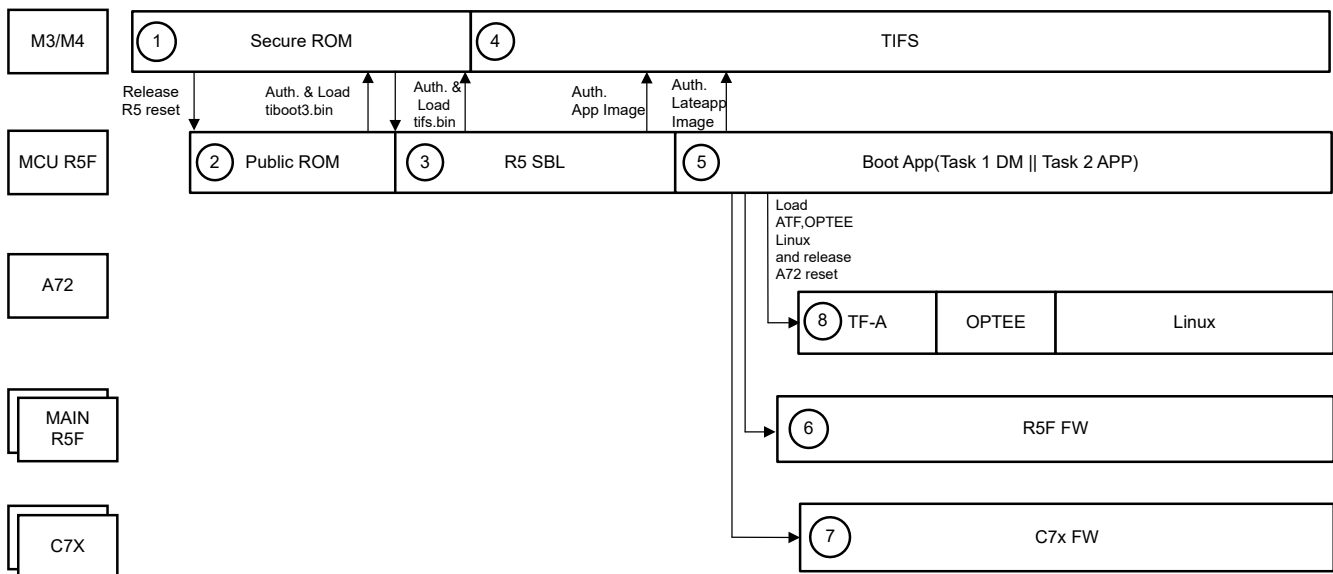 M3/M4
1
Secure ROM
4
TIFS
Release
R5 reset
Auth. & Load
tiboot3.bin
Auth. &
Load
tifs.bin
Auth.
App Image
Auth.
Lateapp
Image
MCU R5F
2
Public ROM
3
R5 SBL
5
Boot App(Task 1 DM || Task 2 APP)
Load
ATF,OPTEE
Linux
and release
A72 reset
A72
8
TF-A
OPTEE
Linux
MAIN
R5F
6
R5F FW
C7X
7
C7x FW